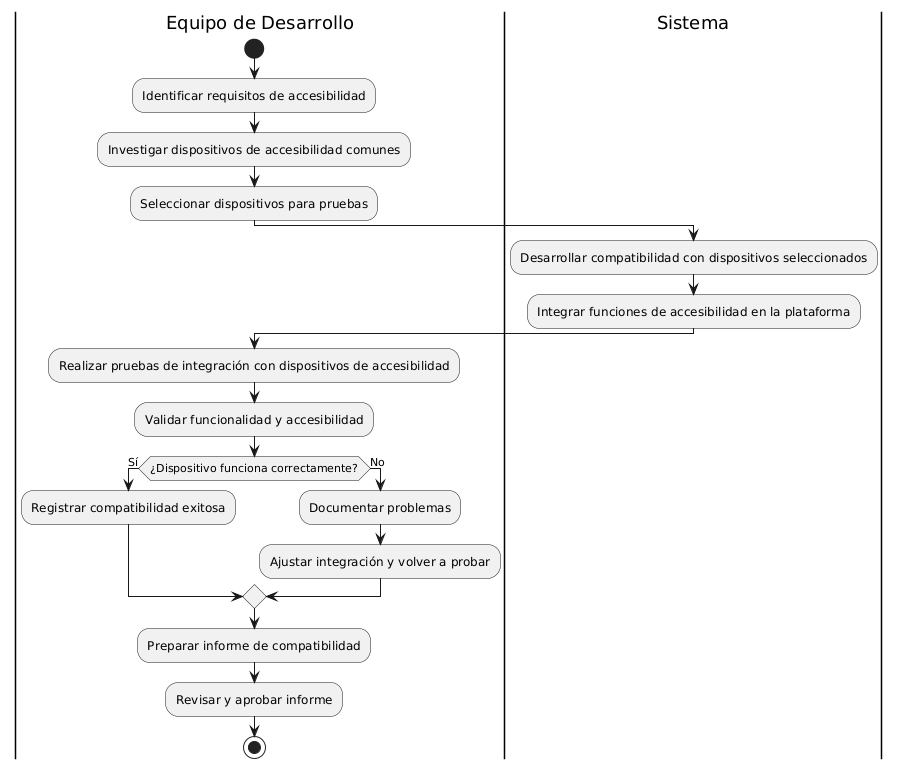 Equipo de Desarrollo
Sistema
Identificar requisitos de accesibilidad
Investigar dispositivos de accesibilidad comunes
Seleccionar dispositivos para pruebas
Desarrollar compatibilidad con dispositivos seleccionados
Integrar funciones de accesibilidad en la plataforma
Realizar pruebas de integración con dispositivos de accesibilidad
Validar funcionalidad y accesibilidad
Sí
¿Dispositivo funciona correctamente?
No
Registrar compatibilidad exitosa
Documentar problemas
Ajustar integración y volver a probar
Preparar informe de compatibilidad
Revisar y aprobar informe